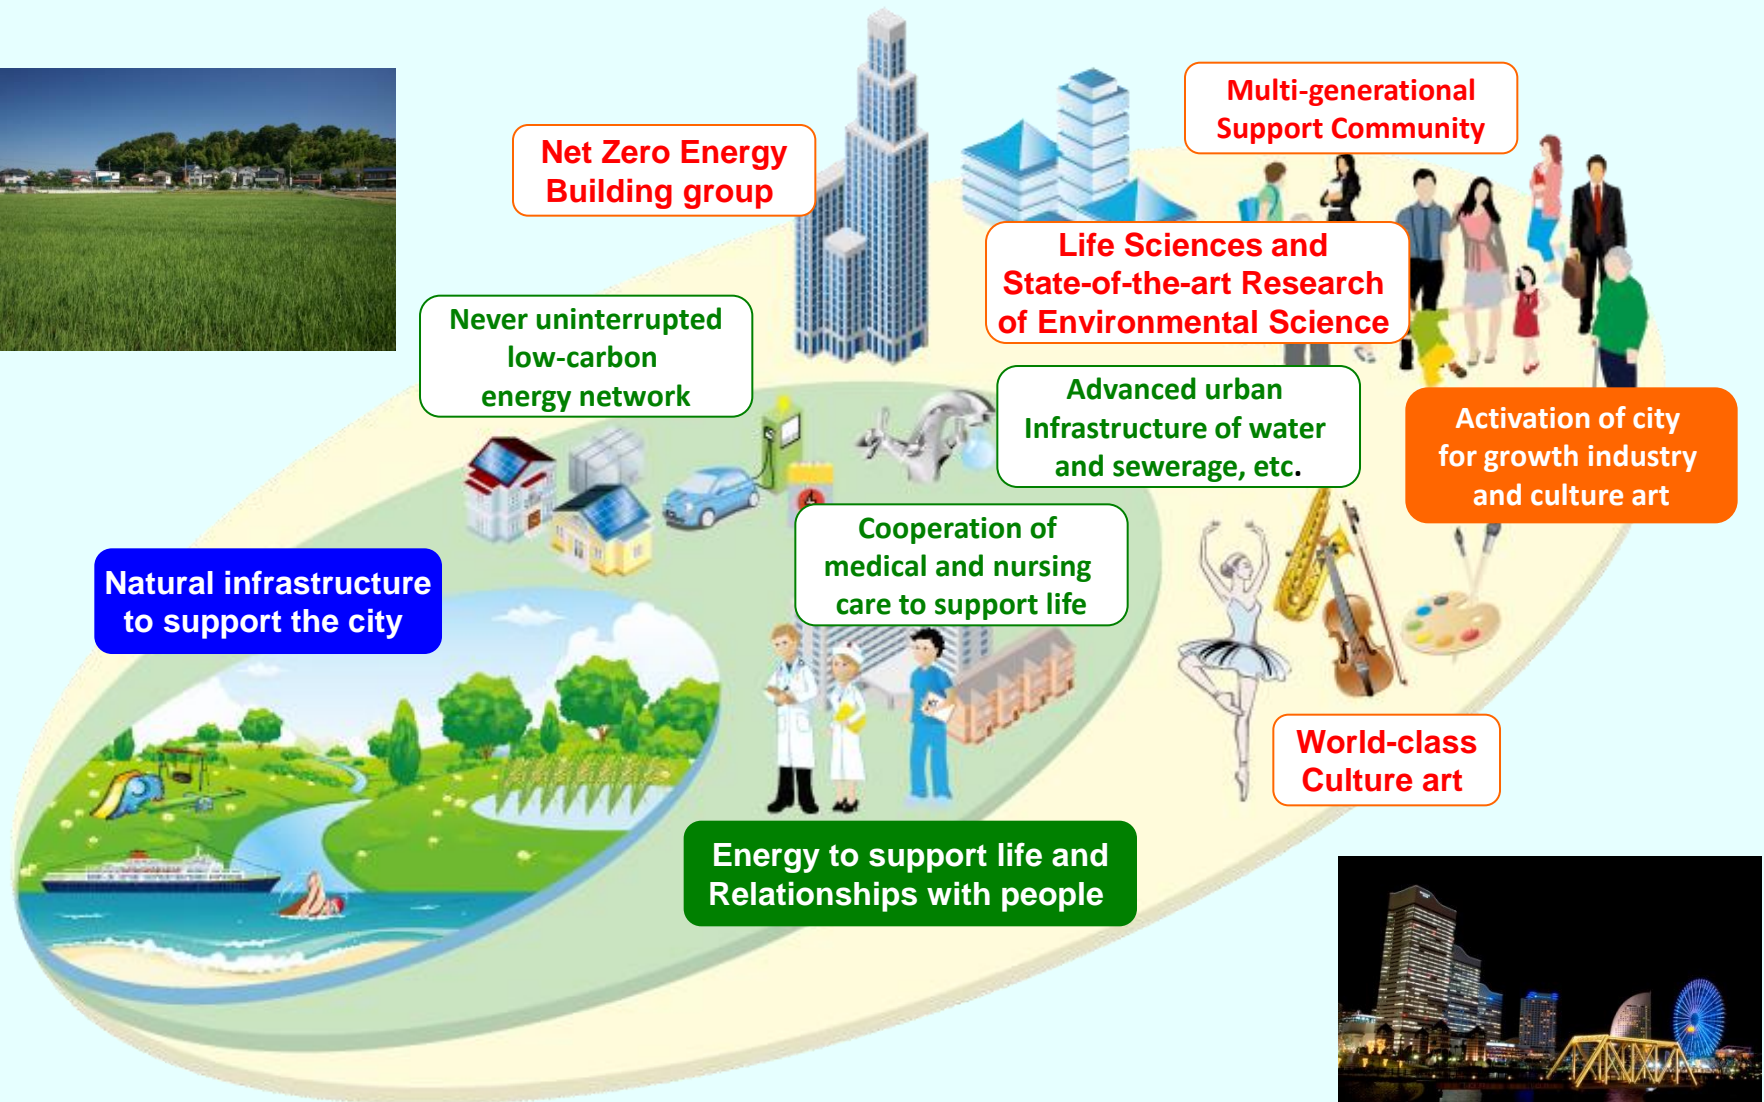 Multi-generational
Support Community
Net Zero Energy
Building group
Life Sciences and
State-of-the-art Research
of Environmental Science
Never uninterrupted
low-carbon
energy network
Advanced urban
Infrastructure of water
and sewerage, etc.
Activation of city
for growth industry
and culture art
Cooperation of
medical and nursing
care to support life
Natural infrastructure
to support the city
World-class
Culture art
Energy to support life and
Relationships with people